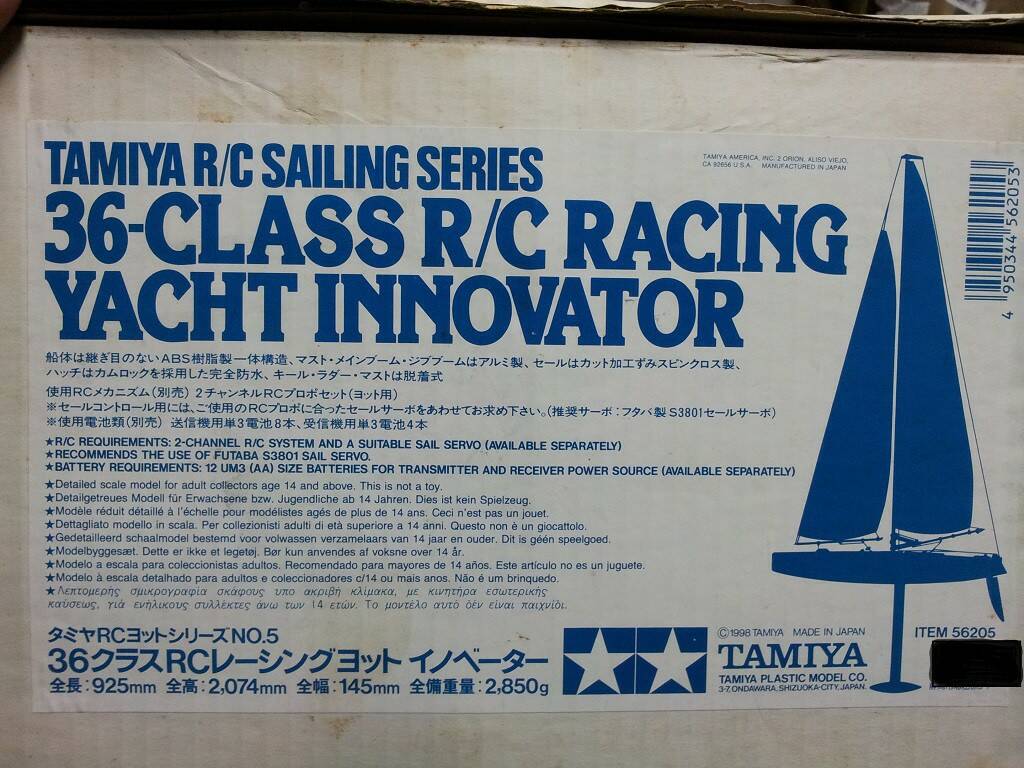 TAMIYA R/C SAILING SERIES
36-CLASS R/C RACING
YACHT INNOVATOR
TAMIYA AMERICA, INC. 2 ORION, ALISO VIEJO,
CA 92656 U.S.A. MANUFACTURED IN JAPAN
4 950344 562053
船体は継ぎ目のないABS樹脂製一体構造、マスト・メインブーム・ジブブームはアルミ製、セールはカット加工ずみスピンクロス製、
ハッチはカムロックを採用した完全防水、キール・ラダー・マストは脱着式
使用RCメカニズム(別売) 2チャンネルRCプロポセット(ヨット用)
※セールコントロール用には、ご使用のRCプロポに合ったセールサーボをあわせてお求め下さい。(推奨サーボ:フタバ製S3801セールサーボ)
※使用電池類(別売) 送信機用単3電池8本、受信機用単3電池4本
★R/C REQUIREMENTS: 2-CHANNEL R/C SYSTEM AND A SUITABLE SAIL SERVO (AVAILABLE SEPARATELY)
★RECOMMENDS THE USE OF FUTABA S3801 SAIL SERVO.
★BATTERY REQUIREMENTS: 12 UM3 (AA) SIZE BATTERIES FOR TRANSMITTER AND RECEIVER POWER SOURCE (AVAILABLE SEPARATELY)
★Detailed scale model for adult collectors age 14 and above. This is not a toy.
★Detailgetreues Modell für Erwachsene bzw. Jugendliche ab 14 Jahren. Dies ist kein Spielzeug.
★Modèle réduit détaillé à l'échelle pour modélistes agés de plus de 14 ans. Ceci n'est pas un jouet.
★Dettagliato modello in scala. Per collezionisti adulti di età superiore a 14 anni. Questo non è un giocattolo.
★Gedetailleerd schaalmodel bestemd voor volwassen verzamelaars van 14 jaar en ouder. Dit is géén speelgoed.
★Modelbyggesæt. Dette er ikke et legetøj. Bør kun anvendes af voksne over 14 år.
★Modelo a escala para coleccionistas adultos. Recomendado para mayores de 14 años. Este artículo no es un juguete.
★Modelo à escala detalhado para adultos e coleccionadores c/14 ou mais anos. Não é um brinquedo.
★Λεπτομερής σμικρογραφία σκάφους υπο ακριβή κλίμακα, με κινητήρα εσωτερικής
καύσεως, γιά ενήλικους συλλέκτες άνω των 14 ετών. Το μοντέλο αυτό δέν είναι παιχνίδι.
タミヤRCヨットシリーズNO.5
36クラスRCレーシングヨット イノベーター
全長:925mm 全高:2,074mm 全幅:145mm 全備重量:2,850g
©1998 TAMIYA MADE IN JAPAN
TAMIYA
TAMIYA PLASTIC MODEL CO.
3-7, ONDAWARA, SHIZUOKA-CITY, JAPAN.
ITEM 56205